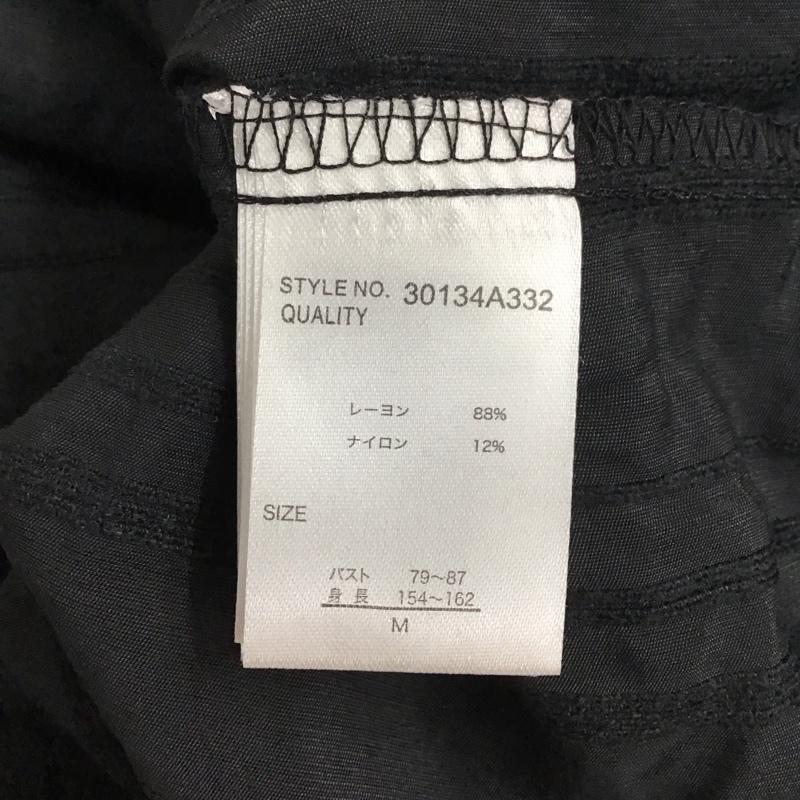 STYLE NO. 30134A332
QUALITY
レーヨン 88%
ナイロン 12%
SIZE
バスト 79〜87
身長 154〜162
M